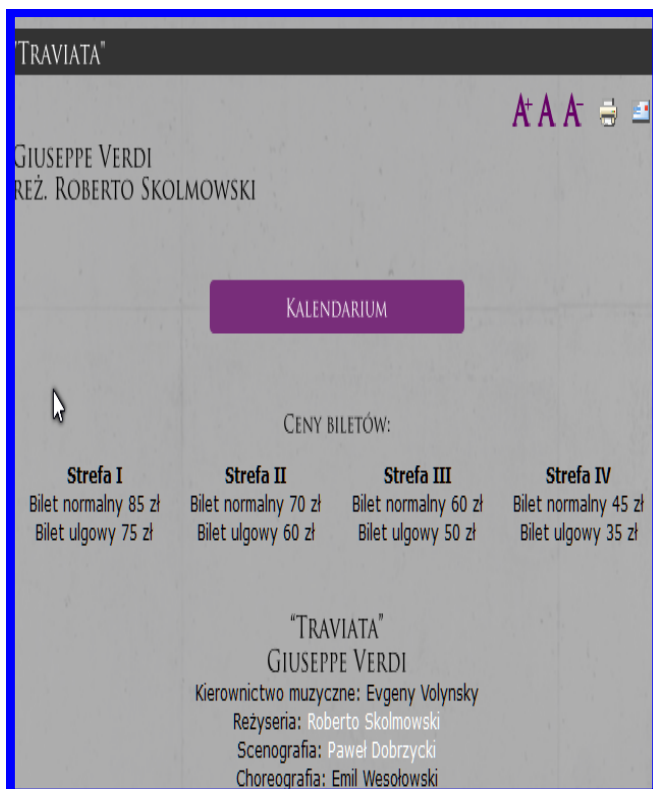 "Traviata"
A+ A A-
Giuseppe Verdi
reż. Roberto Skolmowski
Kalendarium
Ceny biletów:
Strefa I Strefa II Strefa III Strefa IV
Bilet normalny 85 zł Bilet normalny 70 zł Bilet normalny 60 zł Bilet normalny 45 zł
Bilet ulgowy 75 zł Bilet ulgowy 60 zł Bilet ulgowy 50 zł Bilet ulgowy 35 zł
“Traviata”
Giuseppe Verdi
Kierownictwo muzyczne: Evgeny Volynsky
Reżyseria: Roberto Skolmowski
Scenografia: Paweł Dobrzycki
Choreografia: Emil Wesołowski